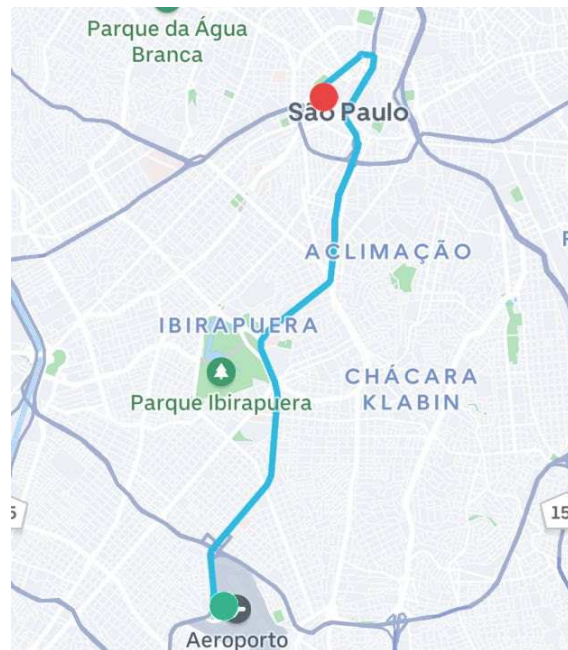 Parque da Água
Branca
São Paulo
ACLIMAÇÃO
IBIRAPUERA
Parque Ibirapuera
CHÁCARA
KLABIN
15
Aeroporto